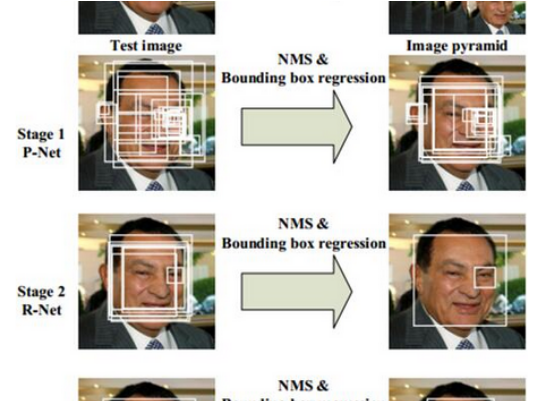 Test image
Image pyramid
NMS &
Bounding box regression
Stage 1
P-Net
NMS &
Bounding box regression
Stage 2
R-Net
NMS &